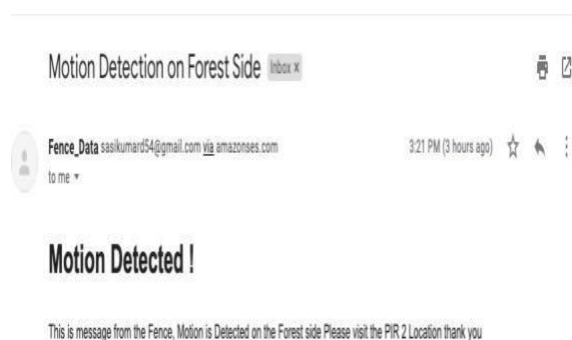 Motion Detection on Forest Side Inbox x
Fence_Data sasikumard54@gmail.com via amazonses.com 3:21 PM (3 hours ago)
to me
Motion Detected !
This is message from the Fence, Motion is Detected on the Forest side Please visit the PIR 2 Location thank you